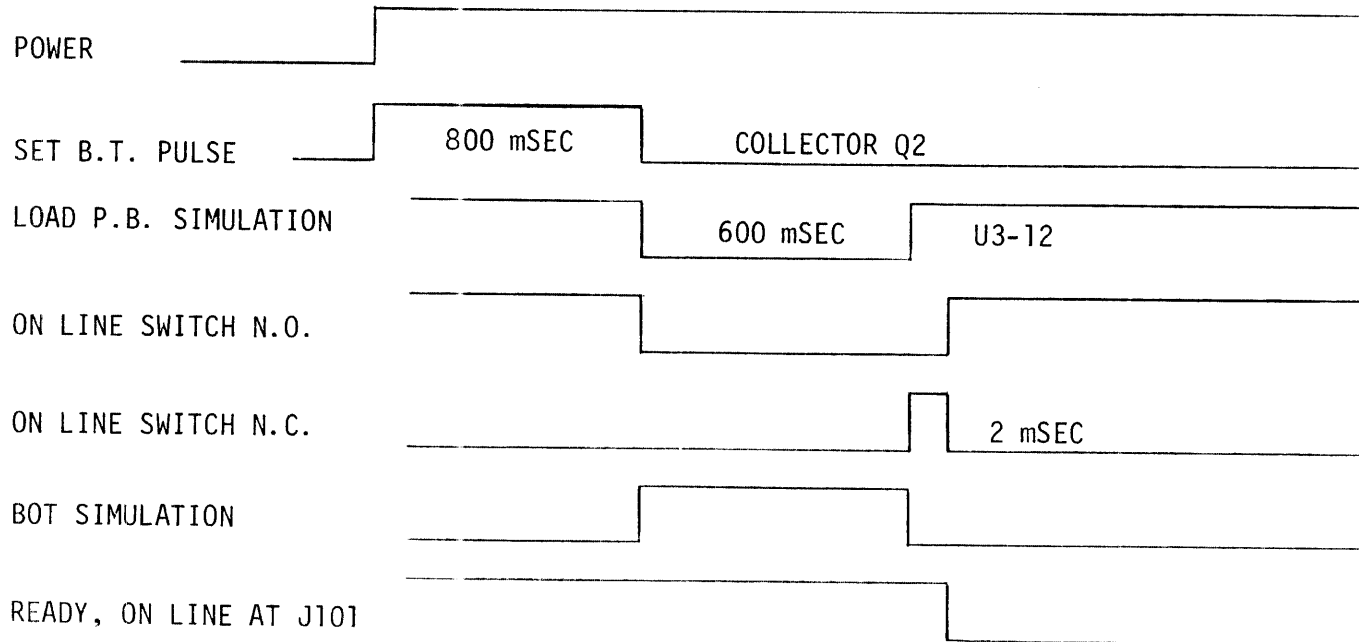 POWER
SET B.T. PULSE 800 mSEC COLLECTOR Q2
LOAD P.B. SIMULATION 600 mSEC U3-12
ON LINE SWITCH N.O.
ON LINE SWITCH N.C. 2 mSEC
BOT SIMULATION
READY, ON LINE AT J101